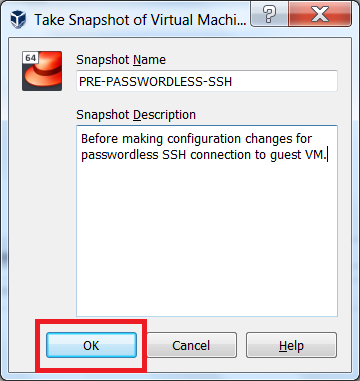 Take Snapshot of Virtual Machi...
64
Snapshot Name
PRE-PASSWORDLESS-SSH
Snapshot Description
Before making configuration changes for
passwordless SSH connection to guest VM.
OK
Cancel
Help